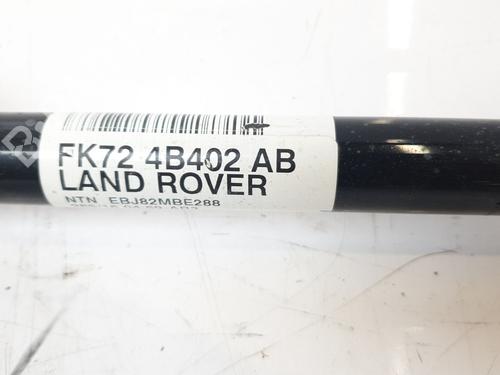 FK72 4B402 AB
LAND ROVER
NTN EBJ82MBE288